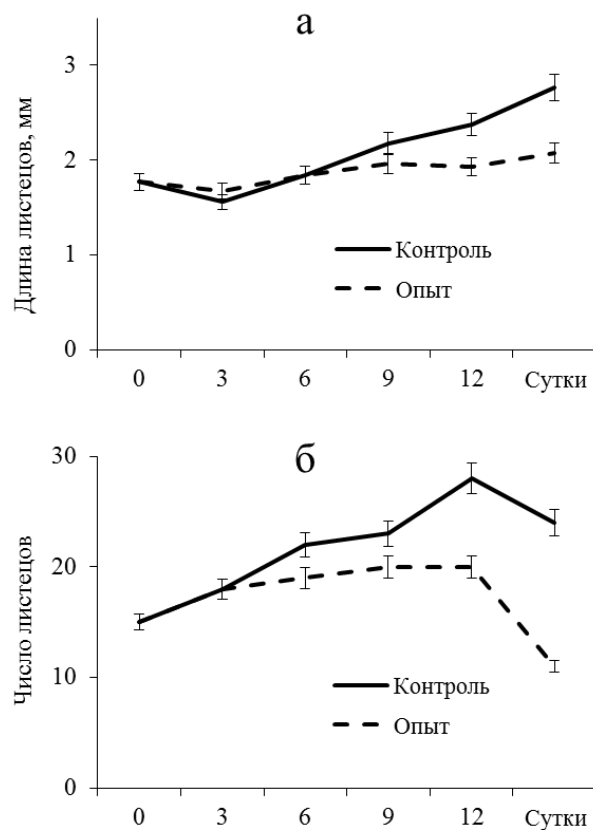 а
3
2
1
0
Длина листецов, мм
Контроль
Опыт
0 3 6 9 12 Сутки
б
30
20
10
0
Число листецов
Контроль
Опыт
0 3 6 9 12 Сутки